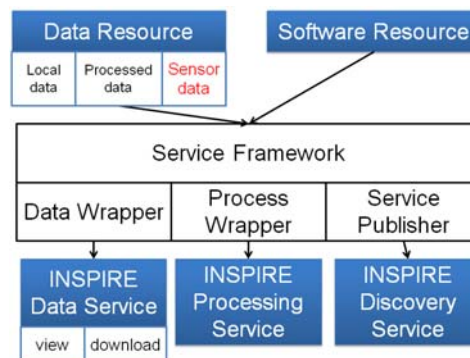 Data Resource
Software Resource
Local data
Processed data
Sensor data
Service Framework
Data Wrapper
Process Wrapper
Service Publisher
INSPIRE Data Service
view
download
INSPIRE Processing Service
INSPIRE Discovery Service